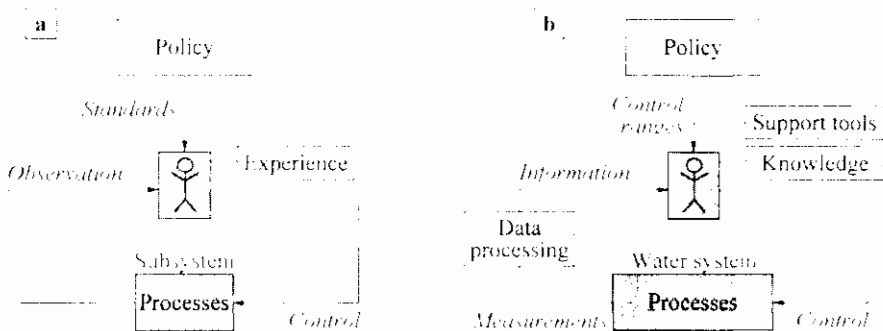 a
Policy
Standards
Observation
Experience
Subsystem
Processes
Control
b
Policy
Control
ranges
Support tools
Information
Knowledge
Data
processing
Water system
Processes
Measurements
Control